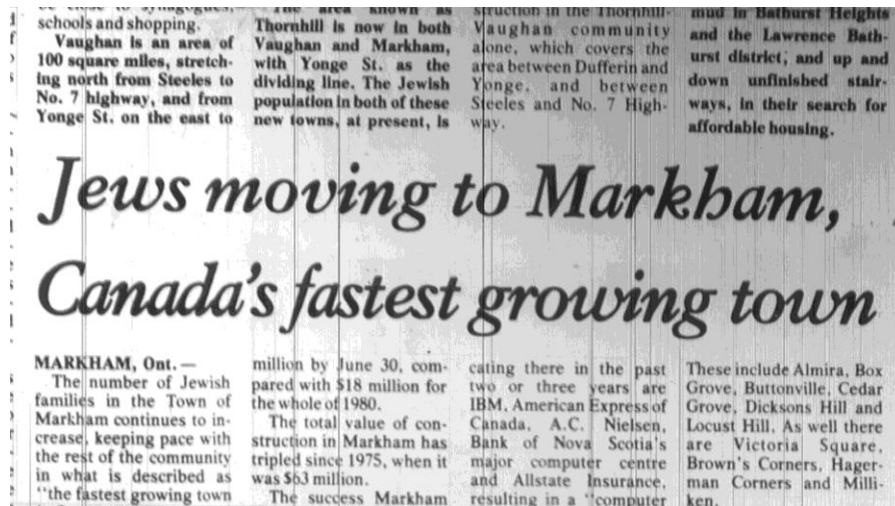 schools and shopping.
Vaughan is an area of
100 square miles, stretch-
ing north from Steeles to
No. 7 highway, and from
Yonge St. on the east to
The area known as
Thornhill is now in both
Vaughan and Markham,
with Yonge St. as the
dividing line. The Jewish
population in both of these
new towns, at present, is
struction in the Thornhill-
Vaughan community
alone, which covers the
area between Dufferin and
Yonge, and between
Steeles and No. 7 High-
way.
mud in Bathurst Heights
and the Lawrence Bath-
urst district; and up and
down unfinished stair-
ways, in their search for
affordable housing.
Jews moving to Markham,
Canada's fastest growing town
MARKHAM, Ont. —
The number of Jewish
families in the Town of
Markham continues to in-
crease, keeping pace with
the rest of the community
in what is described as
"the fastest growing town
million by June 30, com-
pared with $18 million for
the whole of 1980.
The total value of con-
struction in Markham has
tripled since 1975, when it
was $63 million.
The success Markham
cating there in the past
two or three years are
IBM, American Express of
Canada, A.C. Nielsen,
Bank of Nova Scotia's
major computer centre
and Allstate Insurance,
resulting in a "computer
These include Almira, Box
Grove, Buttonville, Cedar
Grove, Dicksons Hill and
Locust Hill. As well there
are Victoria Square,
Brown's Corners, Hager-
man Corners and Milli-
ken.